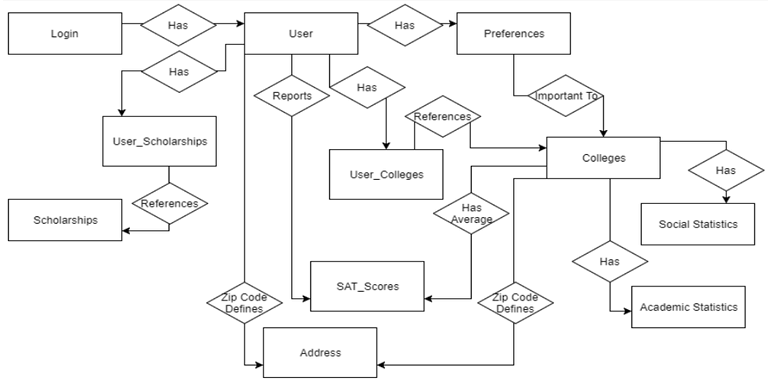 Login
Has
User
Has
Preferences
Has
Reports
Has
Important To
User_Scholarships
References
User_Colleges
Colleges
Has
References
Scholarships
Has
Average
Social Statistics
Has
SAT_Scores
Zip Code
Defines
Zip Code
Defines
Academic Statistics
Address